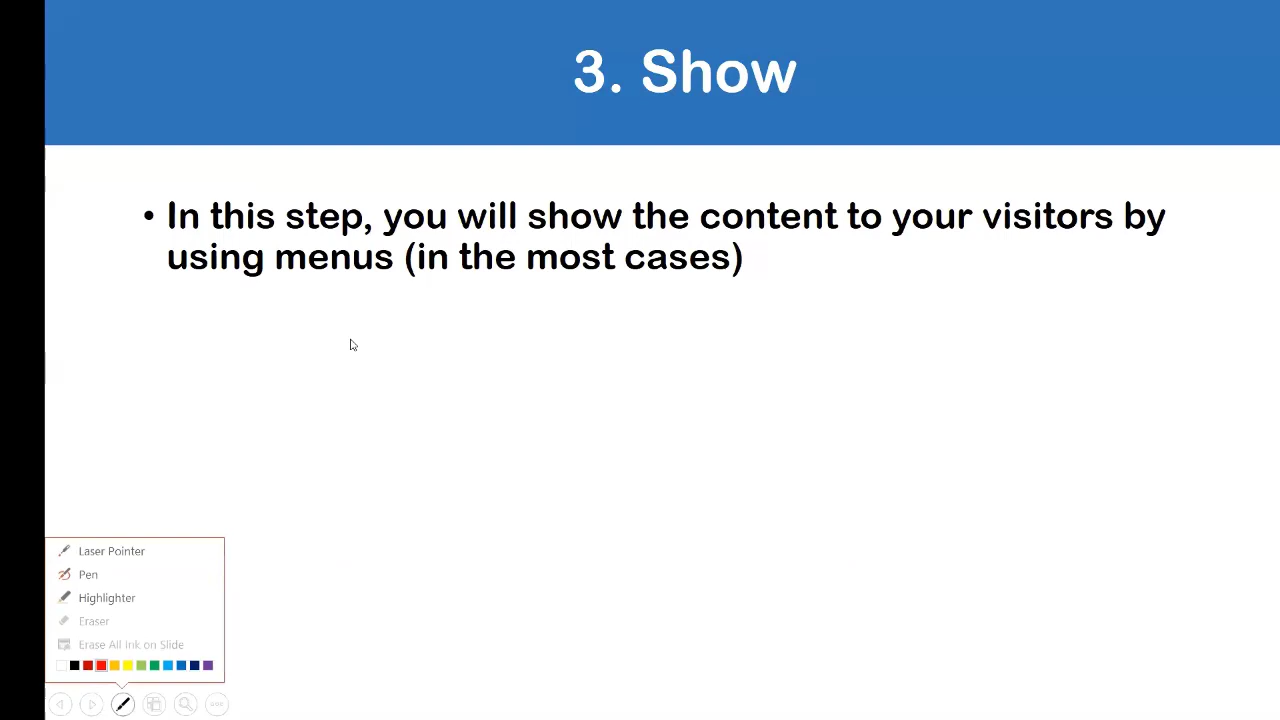 3. Show
• In this step, you will show the content to your visitors by
using menus (in the most cases)
Laser Pointer
Pen
Highlighter
Eraser
Erase All Ink on Slide